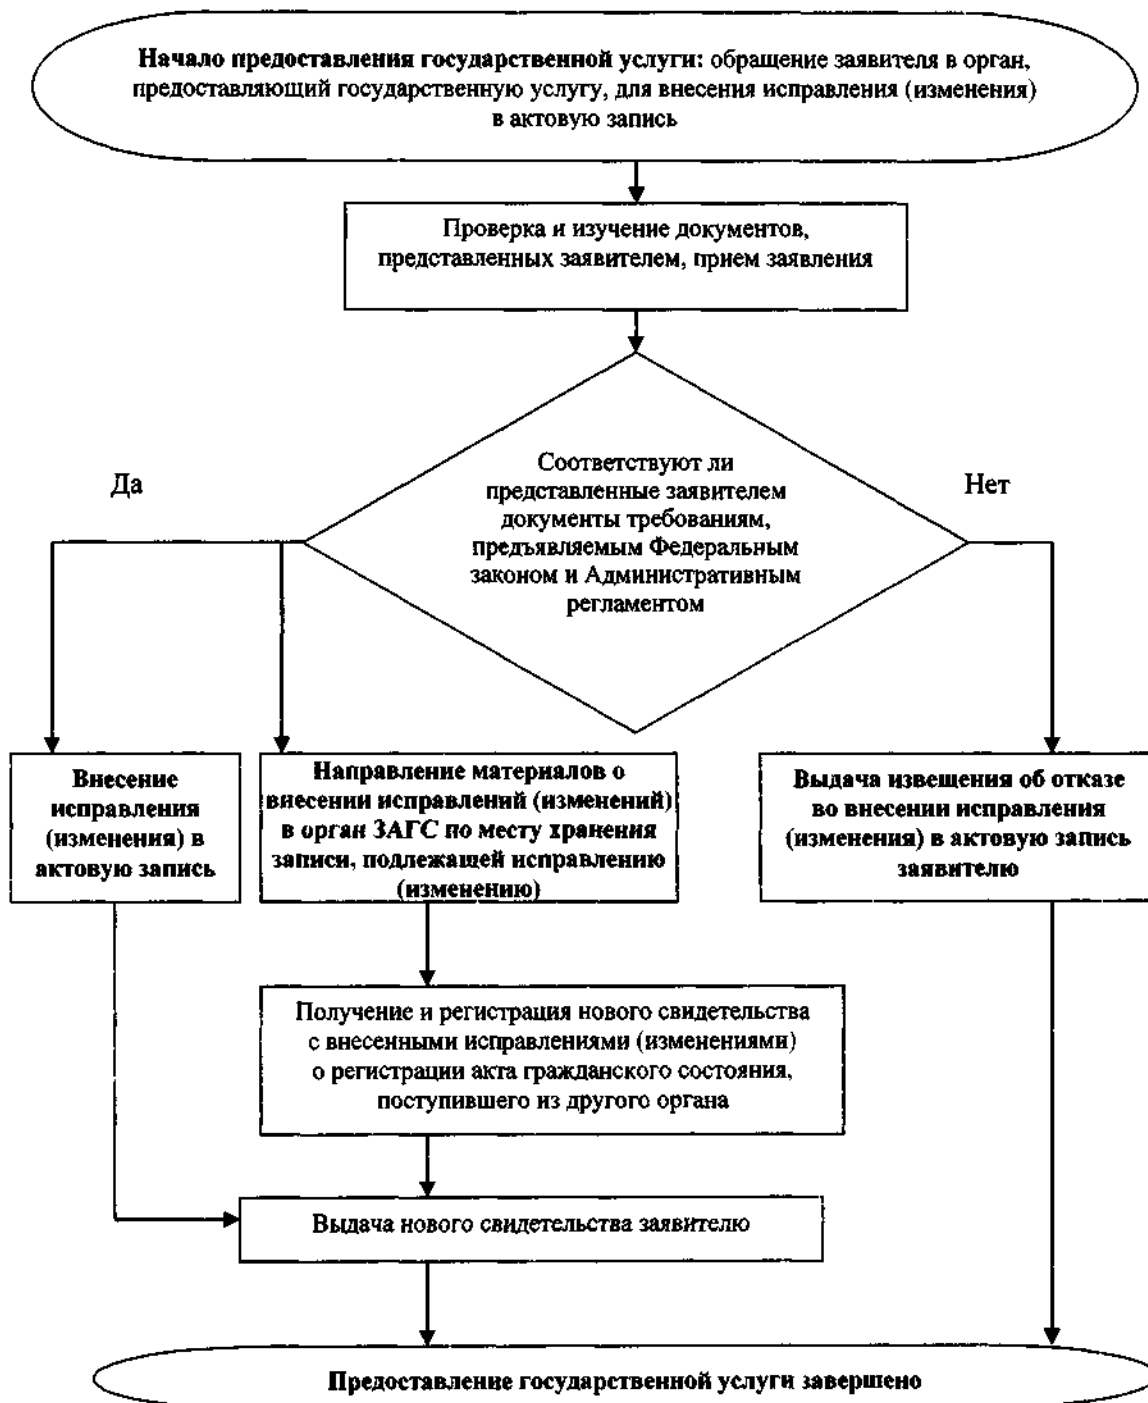 Начало предоставления государственной услуги: обращение заявителя в орган,
предоставляющий государственную услугу, для внесения исправления (изменения)
в актовую запись
Проверка и изучение документов,
представленных заявителем, прием заявления
Соответствуют ли
представленные заявителем
документы требованиям,
предъявляемым Федеральным
законом и Административным
регламентом
Да
Нет
Внесение
исправления
(изменения) в
актовую запись
Направление материалов о
внесении исправлений (изменений)
в орган ЗАГС по месту хранения
записи, подлежащей исправлению
(изменению)
Выдача извещения об отказе
во внесении исправления
(изменения) в актовую запись
заявителю
Получение и регистрация нового свидетельства
с внесенными исправлениями (изменениями)
о регистрации акта гражданского состояния,
поступившего из другого органа
Выдача нового свидетельства заявителю
Предоставление государственной услуги завершено